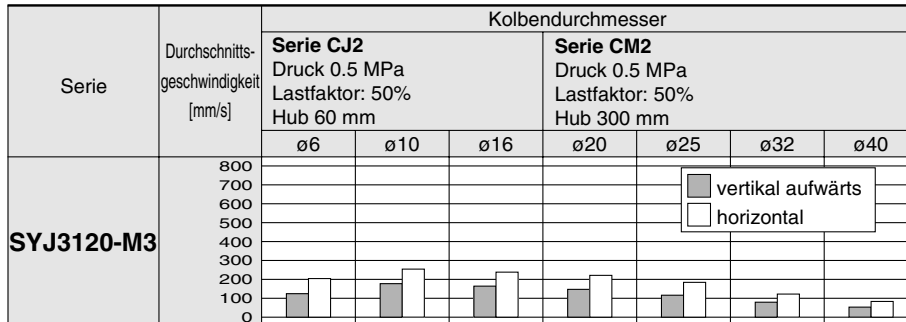 Kolbendurchmesser
Serie
Durchschnitts-
geschwindigkeit
[mm/s]
Serie CJ2
Druck 0.5 MPa
Lastfaktor: 50%
Hub 60 mm
Serie CM2
Druck 0.5 MPa
Lastfaktor: 50%
Hub 300 mm
ø6 ø10 ø16 ø20 ø25 ø32 ø40
SYJ3120-M3
800
700
600
500
400
300
200
100
0
vertikal aufwärts
horizontal